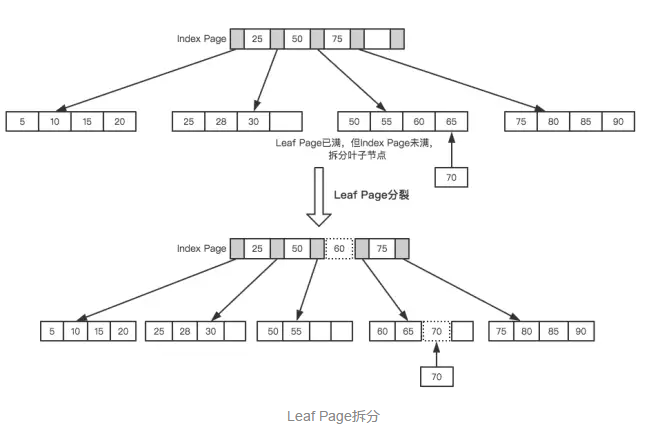 Index Page 25 50 75
5 10 15 20 25 28 30 50 55 60 65 75 80 85 90
Leaf Page已满，但Index Page未满，
拆分叶子节点
70
Leaf Page分裂
Index Page 25 50 60 75
5 10 15 20 25 28 30 50 55 60 65 70 75 80 85 90
70
Leaf Page拆分